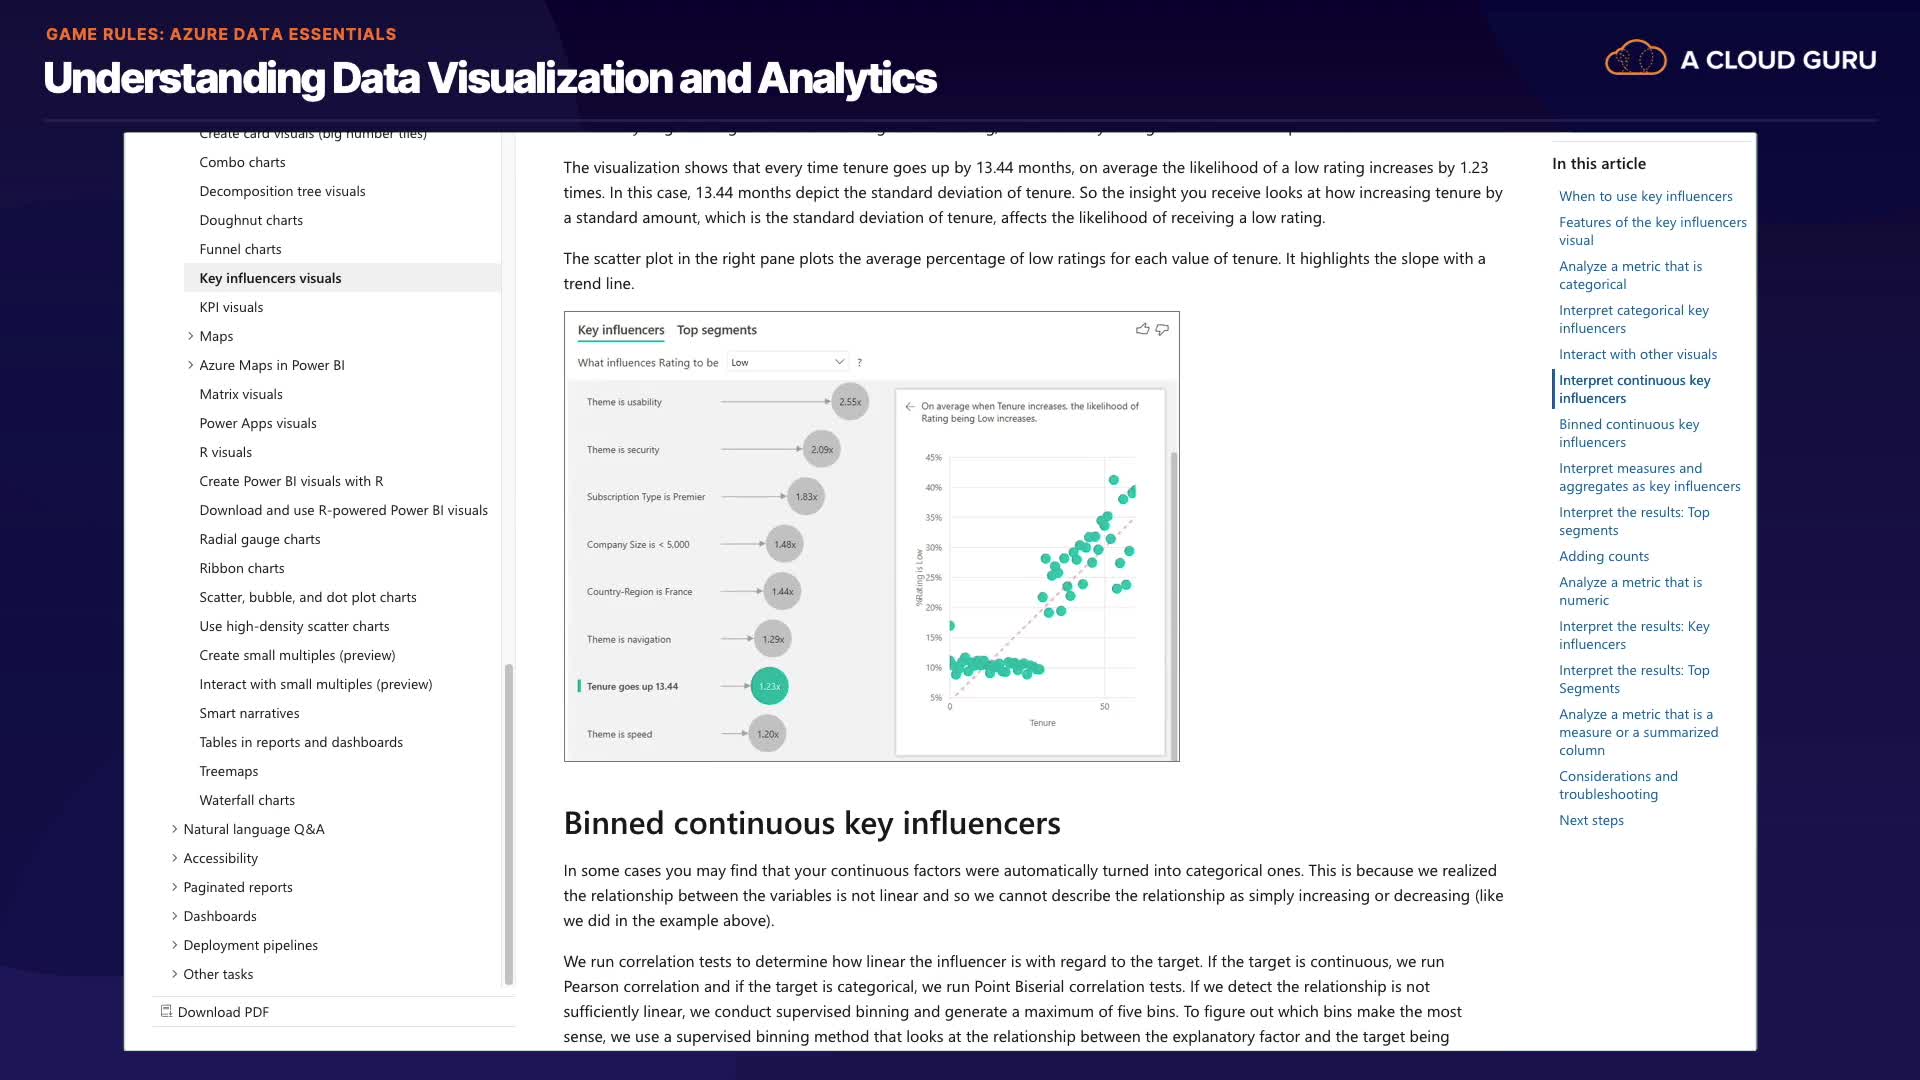 GAME RULES: AZURE DATA ESSENTIALS
Understanding Data Visualization and Analytics
A CLOUD GURU
Create card visuals (big number tiles)
Combo charts
Decomposition tree visuals
Doughnut charts
Funnel charts
Key influencers visuals
KPI visuals
Maps
Azure Maps in Power BI
Matrix visuals
Power Apps visuals
R visuals
Create Power BI visuals with R
Download and use R-powered Power BI visuals
Radial gauge charts
Ribbon charts
Scatter, bubble, and dot plot charts
Use high-density scatter charts
Create small multiples (preview)
Interact with small multiples (preview)
Smart narratives
Tables in reports and dashboards
Treemaps
Waterfall charts
Natural language Q&A
Accessibility
Paginated reports
Dashboards
Deployment pipelines
Other tasks
Download PDF
The visualization shows that every time tenure goes up by 13.44 months, on average the likelihood of a low rating increases by 1.23
times. In this case, 13.44 months depict the standard deviation of tenure. So the insight you receive looks at how increasing tenure by
a standard amount, which is the standard deviation of tenure, affects the likelihood of receiving a low rating.
The scatter plot in the right pane plots the average percentage of low ratings for each value of tenure. It highlights the slope with a
trend line.
Key influencers Top segments
What influences Rating to be Low ?
Theme is usability 2.55x
Theme is security 2.09x
Subscription Type is Premier 1.83x
Company Size is < 5,000 1.48x
Country-Region is France 1.44x
Theme is navigation 1.29x
Tenure goes up 13.44 1.23x
Theme is speed 1.20x
On average when Tenure increases, the likelihood of
Rating being Low increases.
45%
40%
35%
30%
25%
20%
15%
10%
5%
%Rating is Low
0 50
Tenure
Binned continuous key influencers
In some cases you may find that your continuous factors were automatically turned into categorical ones. This is because we realized
the relationship between the variables is not linear and so we cannot describe the relationship as simply increasing or decreasing (like
we did in the example above).
We run correlation tests to determine how linear the influencer is with regard to the target. If the target is continuous, we run
Pearson correlation and if the target is categorical, we run Point Biserial correlation tests. If we detect the relationship is not
sufficiently linear, we conduct supervised binning and generate a maximum of five bins. To figure out which bins make the most
sense, we use a supervised binning method that looks at the relationship between the explanatory factor and the target being
In this article
When to use key influencers
Features of the key influencers
visual
Analyze a metric that is
categorical
Interpret categorical key
influencers
Interact with other visuals
Interpret continuous key
influencers
Binned continuous key
influencers
Interpret measures and
aggregates as key influencers
Interpret the results: Top
segments
Adding counts
Analyze a metric that is
numeric
Interpret the results: Key
influencers
Interpret the results: Top
Segments
Analyze a metric that is a
measure or a summarized
column
Considerations and
troubleshooting
Next steps